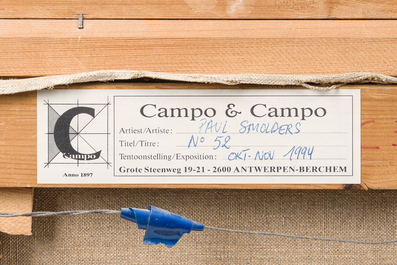 Campo & Campo
Artiest/Artiste: PAUL SMOLDERS
Titel/Titre: No 52
Tentoonstelling/Exposition: OKT-NOV 1994
Grote Steenweg 19-21 - 2600 ANTWERPEN-BERCHEM
C
campo
Anno 1897